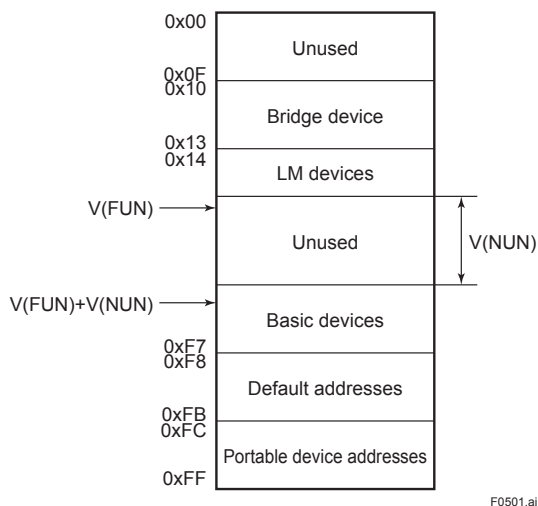 0x00
Unused
0x0F
0x10
Bridge device
0x13
0x14
LM devices
V(FUN)
Unused
V(NUN)
V(FUN)+V(NUN)
Basic devices
0xF7
0xF8
Default addresses
0xFB
0xFC
Portable device addresses
0xFF
F0501.ai